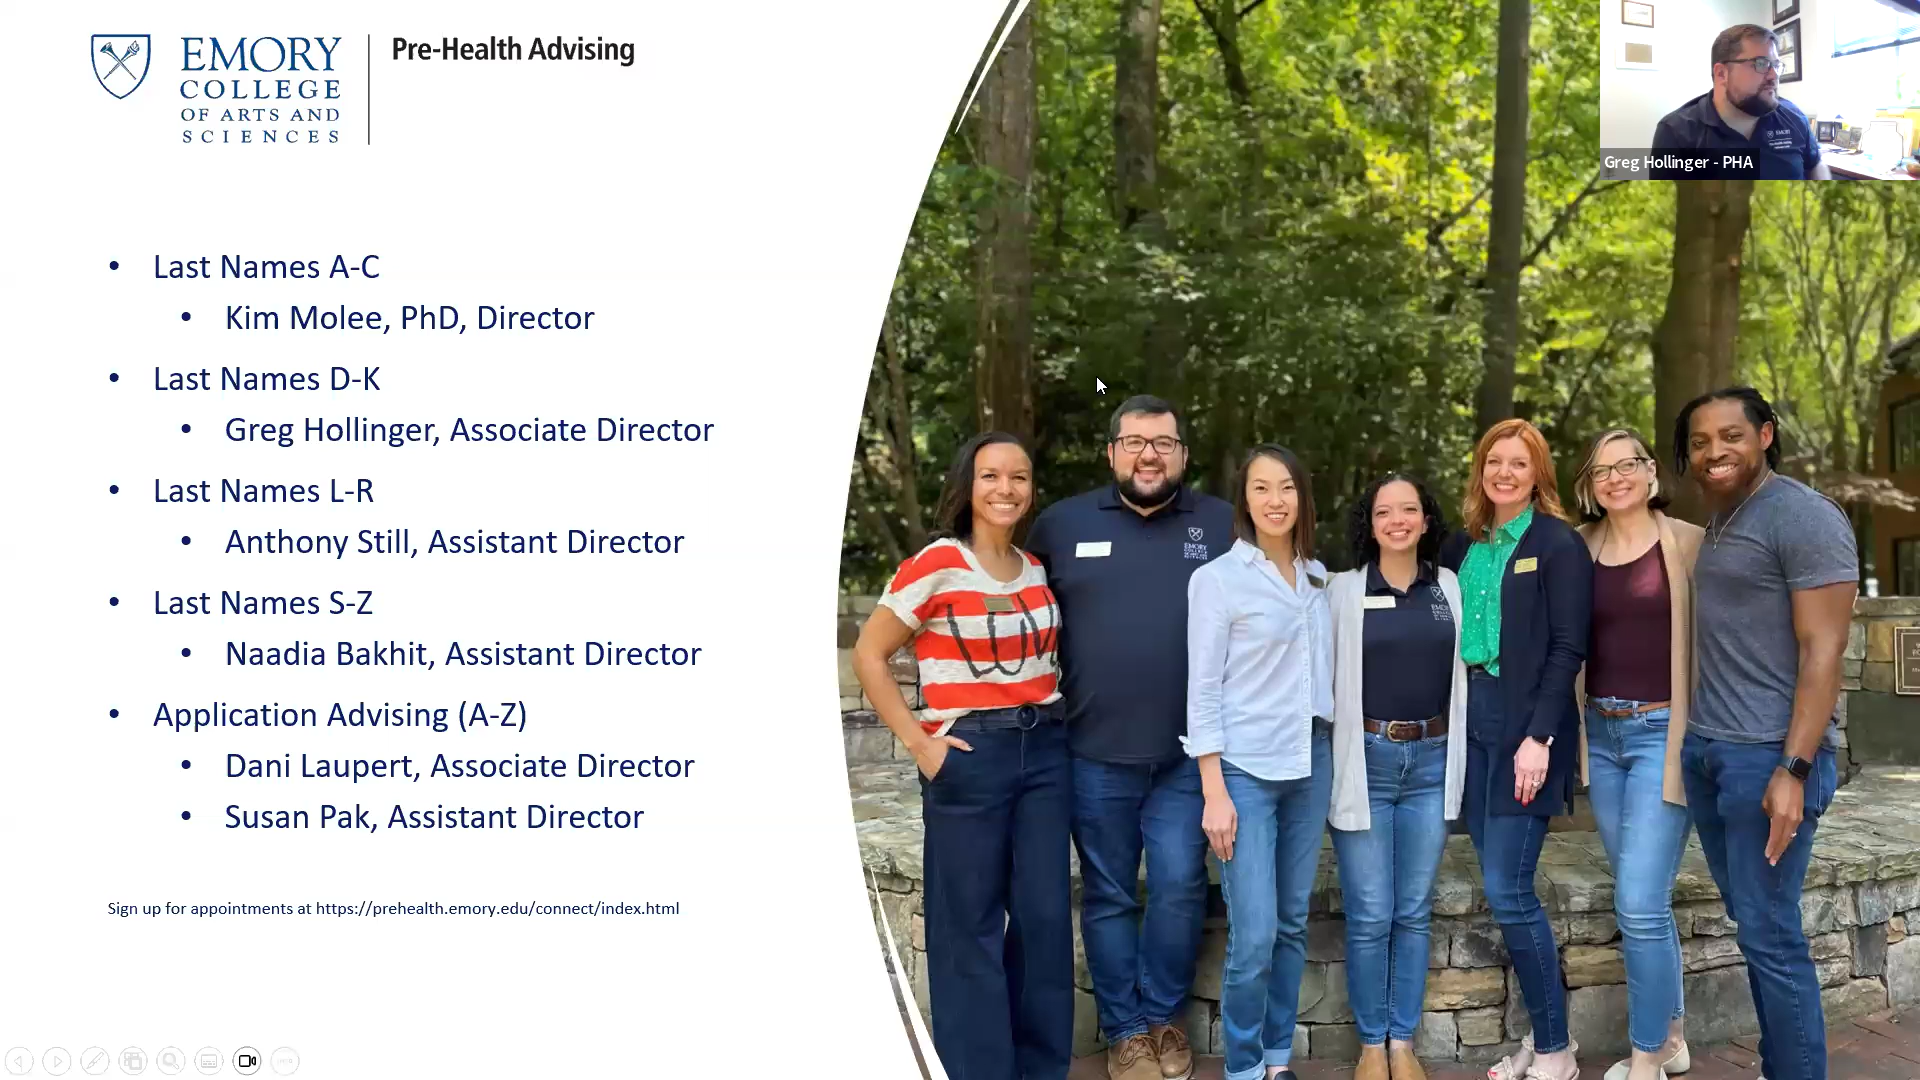 EMORY
COLLEGE
OF ARTS AND
SCIENCES
Pre-Health Advising
Greg Hollinger - PHA
EMORY
• Last Names A-C
• Kim Molee, PhD, Director
• Last Names D-K
• Greg Hollinger, Associate Director
• Last Names L-R
• Anthony Still, Assistant Director
• Last Names S-Z
• Naadia Bakhit, Assistant Director
• Application Advising (A-Z)
• Dani Laupert, Associate Director
• Susan Pak, Assistant Director
Sign up for appointments at https://prehealth.emory.edu/connect/index.html
EMORY
COLLEGE